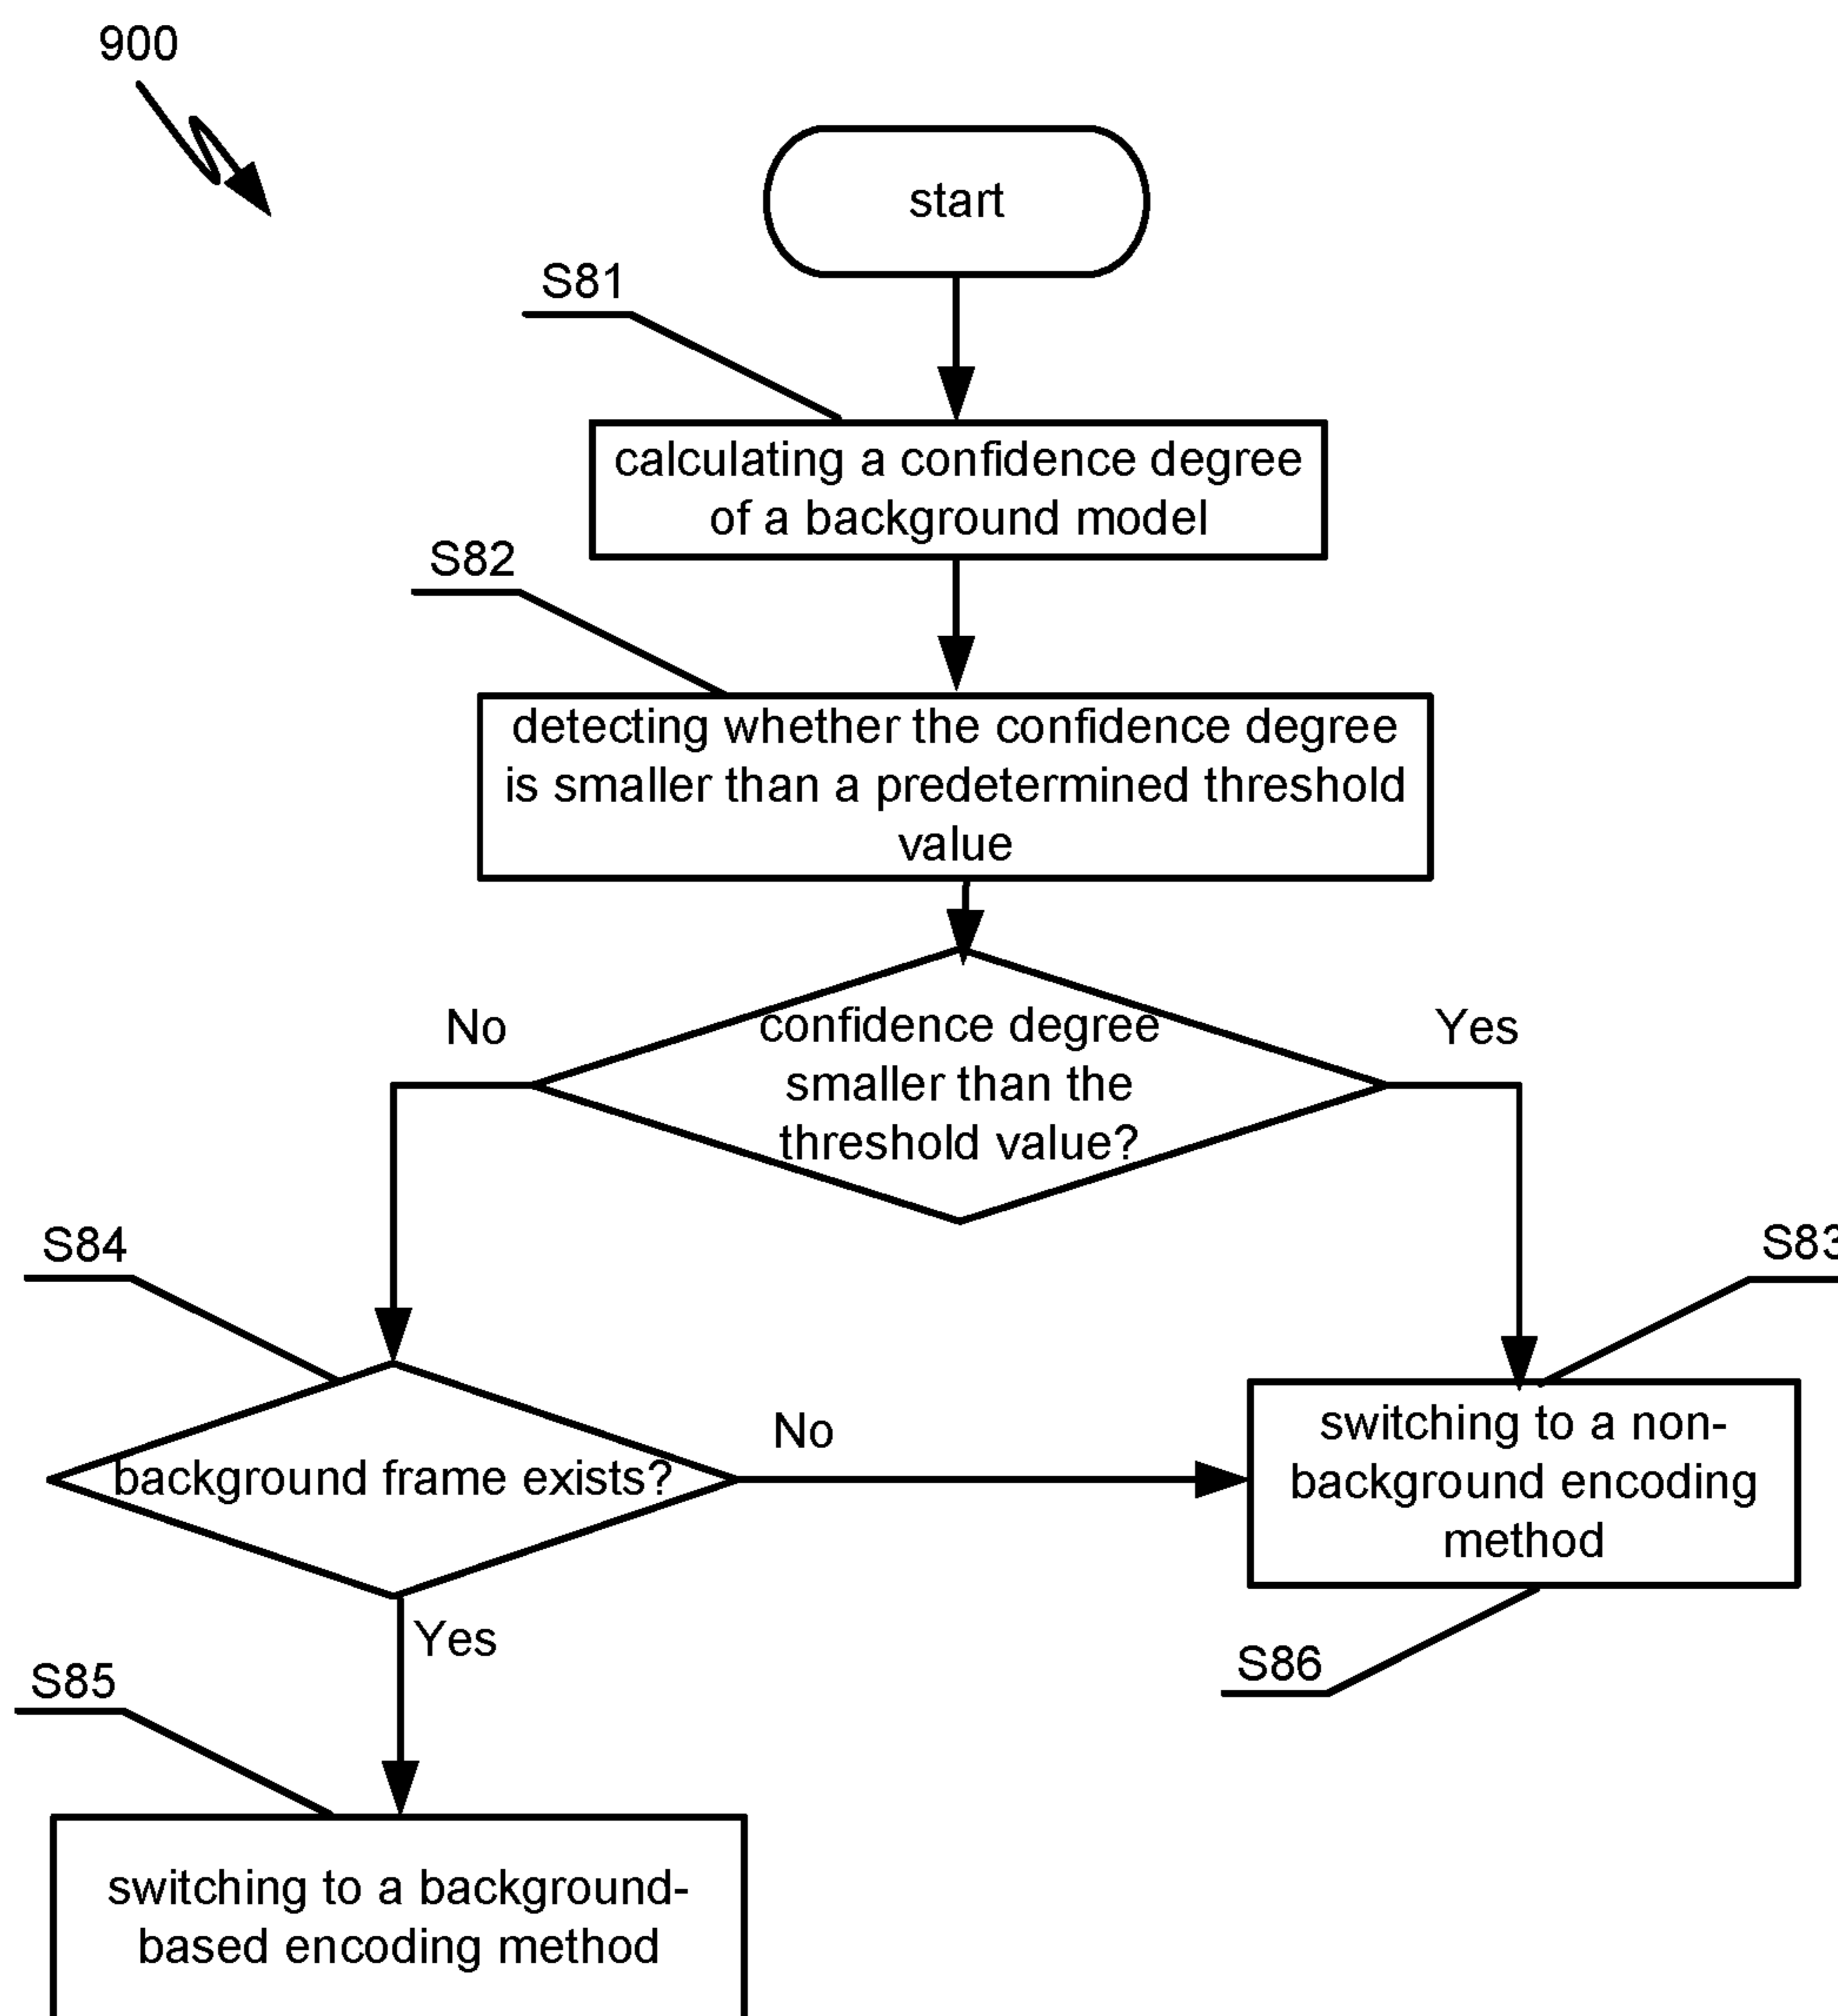 900
start
S81
calculating a confidence degree
of a background model
S82
detecting whether the confidence degree
is smaller than a predetermined threshold
value
No
confidence degree
smaller than the
threshold value?
Yes
S84
S83
background frame exists?
No
switching to a non-
background encoding
method
Yes
S86
S85
switching to a background-
based encoding method